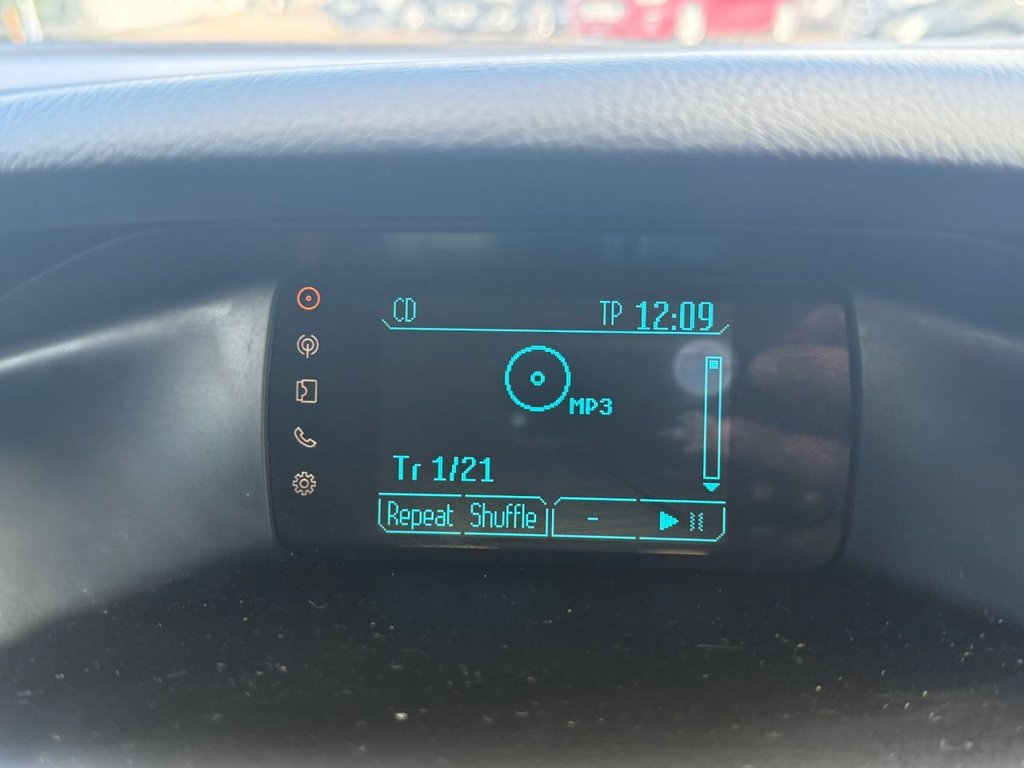 CD TP 12:09
MP3
Tr 1/21
Repeat Shuffle -